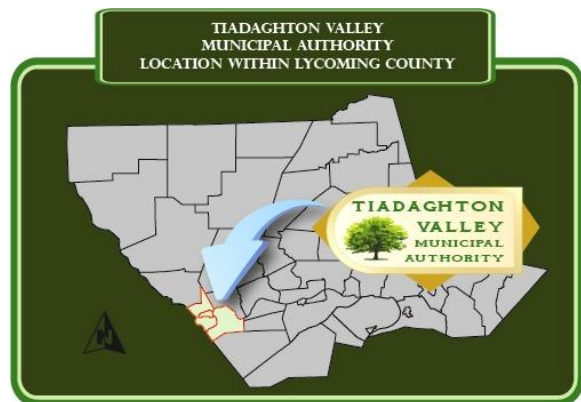 TIADAGHTON VALLEY
MUNICIPAL AUTHORITY
LOCATION WITHIN LYCOMING COUNTY
TIADAGHTON
VALLEY
MUNICIPAL
AUTHORITY
N